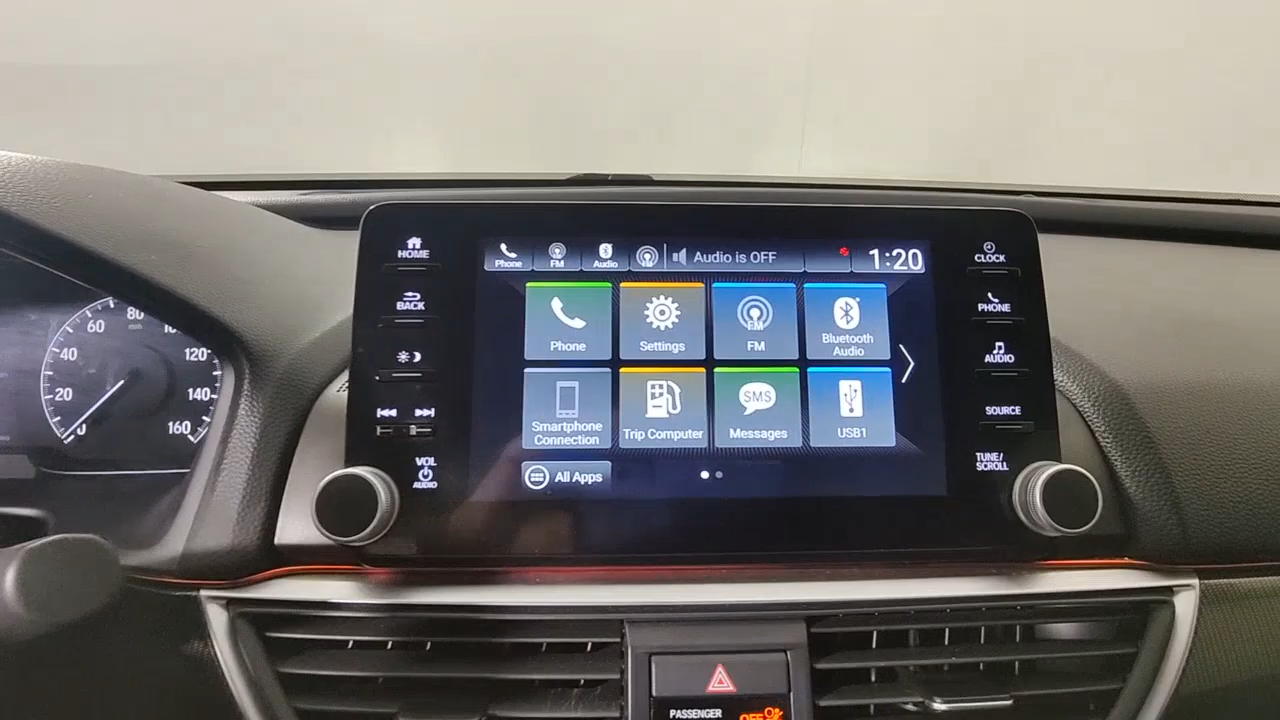 HOME
BACK
VOL
AUDIO
Phone
FM
Audio
FM
Audio is OFF
1:20
Phone
Settings
FM
FM
Bluetooth
Audio
Smartphone
Connection
Trip Computer
SMS
Messages
USB1
All Apps
CLOCK
PHONE
AUDIO
SOURCE
TUNE/
SCROLL
0
20
40
60
80
mph
120
140
160
PASSENGER
OFF